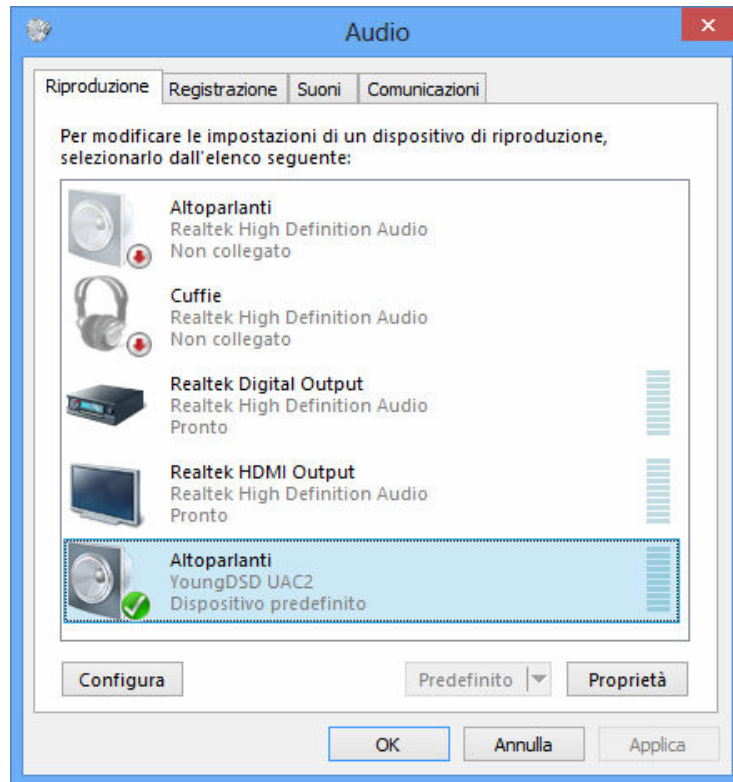 Audio
Riproduzione Registrazione Suoni Comunicazioni
Per modificare le impostazioni di un dispositivo di riproduzione,
selezionarlo dall'elenco seguente:
Altoparlanti
Realtek High Definition Audio
Non collegato
Cuffie
Realtek High Definition Audio
Non collegato
Realtek Digital Output
Realtek High Definition Audio
Pronto
Realtek HDMI Output
Realtek High Definition Audio
Pronto
Altoparlanti
YoungDSD UAC2
Dispositivo predefinito
Configura Predefinito Proprietà
OK Annulla Applica